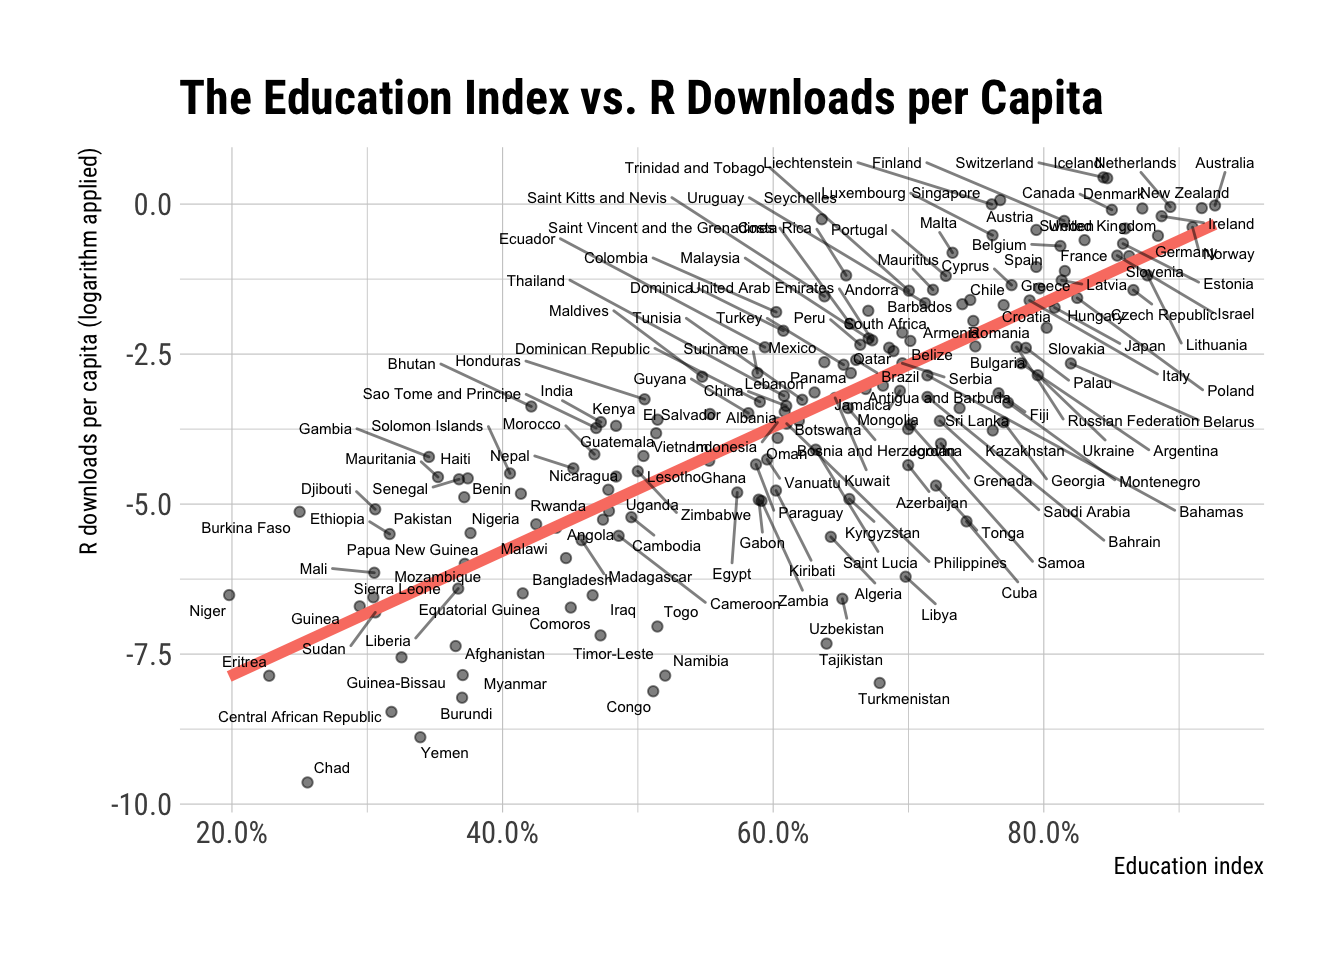 The Education Index vs. R Downloads per Capita
R downloads per capita (logarithm applied)
0.0
-2.5
-5.0
-7.5
-10.0
20.0%
40.0%
60.0%
80.0%
Education index
Trinidad and Tobago
Liechtenstein
Finland
Switzerland
Iceland
Netherlands
Australia
Saint Kitts and Nevis
Uruguay
Seychelles
Luxembourg
Singapore
Canada
Denmark
New Zealand
Ecuador
Saint Vincent and the Grenadines
Costa Rica
Portugal
Malta
Austria
Sweden
United Kingdom
Ireland
Colombia
Malaysia
Mauritius
Cyprus
Belgium
Spain
France
Germany
Norway
Thailand
Dominica
United Arab Emirates
Andorra
Chile
Greece
Latvia
Slovenia
Estonia
Maldives
Tunisia
Turkey
Peru
South Africa
Barbados
Armenia
Romania
Croatia
Hungary
Czech Republic
Israel
Bhutan
Honduras
Dominican Republic
Suriname
Mexico
Qatar
Belize
Bulgaria
Slovakia
Japan
Lithuania
Sao Tome and Principe
India
Guyana
China
Lebanon
Panama
Brazil
Serbia
Palau
Italy
Poland
Gambia
Solomon Islands
Morocco
Kenya
El Salvador
Albania
Jamaica
Antigua and Barbuda
Fiji
Russian Federation
Belarus
Mauritania
Haiti
Nepal
Guatemala
Vietnam
Indonesia
Botswana
Mongolia
Sri Lanka
Bosnia and Herzegovina
Jordan
Kazakhstan
Ukraine
Argentina
Djibouti
Senegal
Benin
Nicaragua
Lesotho
Ghana
Oman
Vanuatu
Kuwait
Grenada
Georgia
Montenegro
Burkina Faso
Ethiopia
Pakistan
Nigeria
Rwanda
Uganda
Zimbabwe
Paraguay
Azerbaijan
Saudi Arabia
Bahamas
Papua New Guinea
Malawi
Angola
Cambodia
Gabon
Kyrgyzstan
Tonga
Bahrain
Mali
Mozambique
Sierra Leone
Bangladesh
Madagascar
Egypt
Kiribati
Saint Lucia
Philippines
Samoa
Niger
Guinea
Equatorial Guinea
Iraq
Togo
Cameroon
Zambia
Algeria
Libya
Cuba
Sudan
Liberia
Comoros
Uzbekistan
Eritrea
Afghanistan
Timor-Leste
Namibia
Tajikistan
Guinea-Bissau
Myanmar
Turkmenistan
Central African Republic
Burundi
Congo
Yemen
Chad